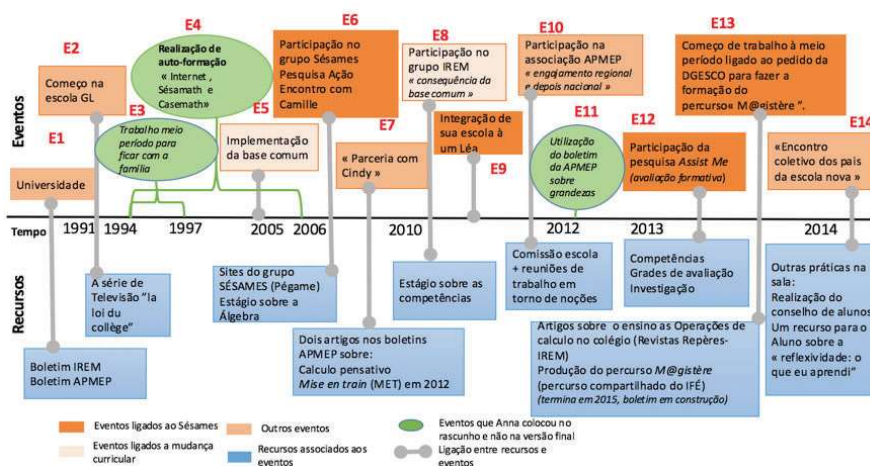 E1
Universidade
E2
Começo na
escola GL
E3
Trabalho meio
período para
ficar com a
família
E4
Realização de
auto-formação
« Internet ,
Sésamath e
Casemath»
E5
Implementação
da base comum
E6
Participação no
grupo Sésames
Pesquisa Ação
Encontro com
Camille
E7
« Parceria com
Cindy »
E8
Participação no
grupo IREM
« consequência da
base comum »
Integração de
sua escola à
um Léa
E9
E10
Participação na
associação APMEP
« engajamento regional
e depois nacional »
E11
Utilização
do boletim
da APMEP
sobre
grandezas
E12
Participação da
pesquisa Assist Me
(avaliação formativa)
E13
Começo de trabalho à meio
período ligado ao pedido da
DGESCO para fazer a
formação do
percurso« M@gistère ”.
E14
«Encontro
coletivo dos pais
da escola nova »
Eventos
Tempo 1991 1994 1997 2005 2006 2010 2012 2013 2014
Recursos
Boletim IREM
Boletim APMEP
A série de
Televisão ”la
loi du
collège”
Sites do grupo
SÉSAMES (Pégame)
Estágio sobre a
Álgebra
Dois artigos nos boletins
APMEP sobre:
Calculo pensativo
Mise en train (MET) em 2012
Estágio sobre as
competências
Comissão escola
+ reuniões de
trabalho em
torno de noções
Artigos sobre o ensino as Operações de
calculo no colégio (Revistas Repères-
IREM)
Produção do percurso M@gistère
(percurso compartilhado do IFÉ)
(termina em 2015, boletim em construção)
Competências
Grades de avaliação
Investigação
Outras práticas na
sala:
Realização do
conselho de alunos
Um recurso para o
Aluno sobre a
« reflexividade: o
que eu aprendi”
Eventos ligados ao Sésames
Eventos ligados a mudança
curricular
Outros eventos
Recursos associados aos
eventos
Eventos que Anna colocou no
rascunho e não na versão final
Ligação entre recursos e
eventos